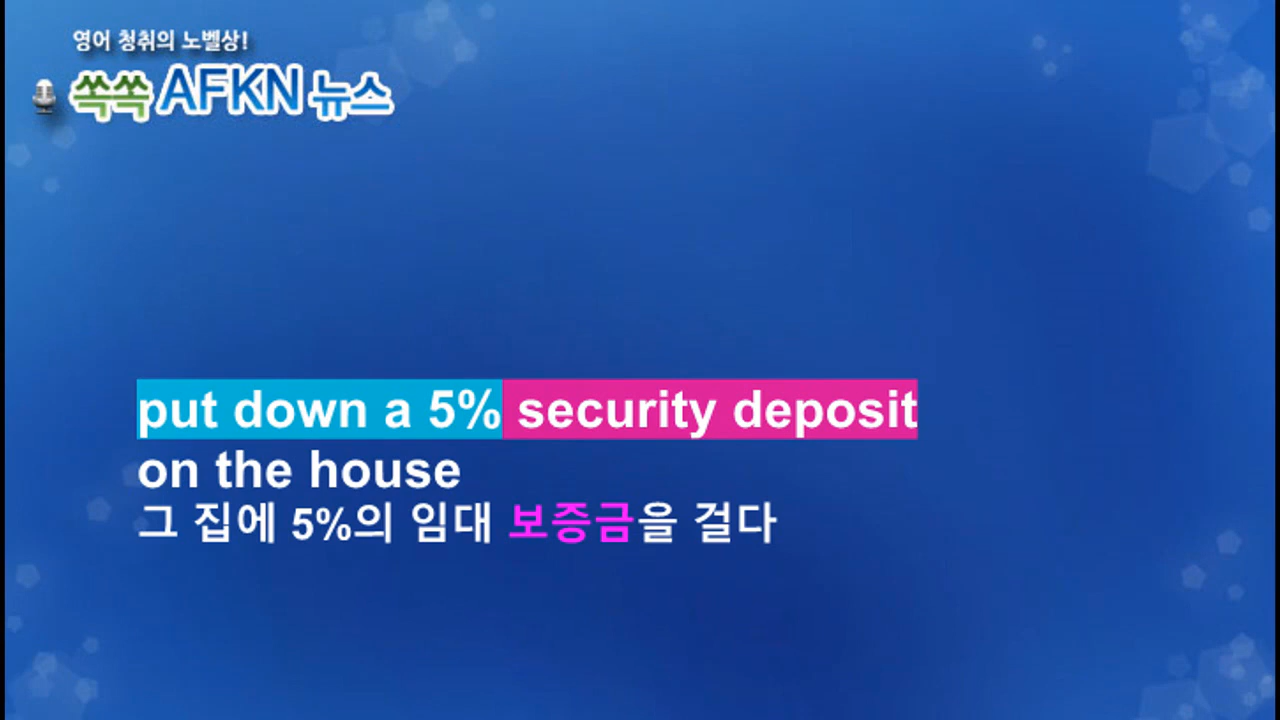 영어 청취의 노벨상!
쏙쏙 AFKN 뉴스
put down a 5% security deposit
on the house
그 집에 5%의 임대 보증금을 걸다